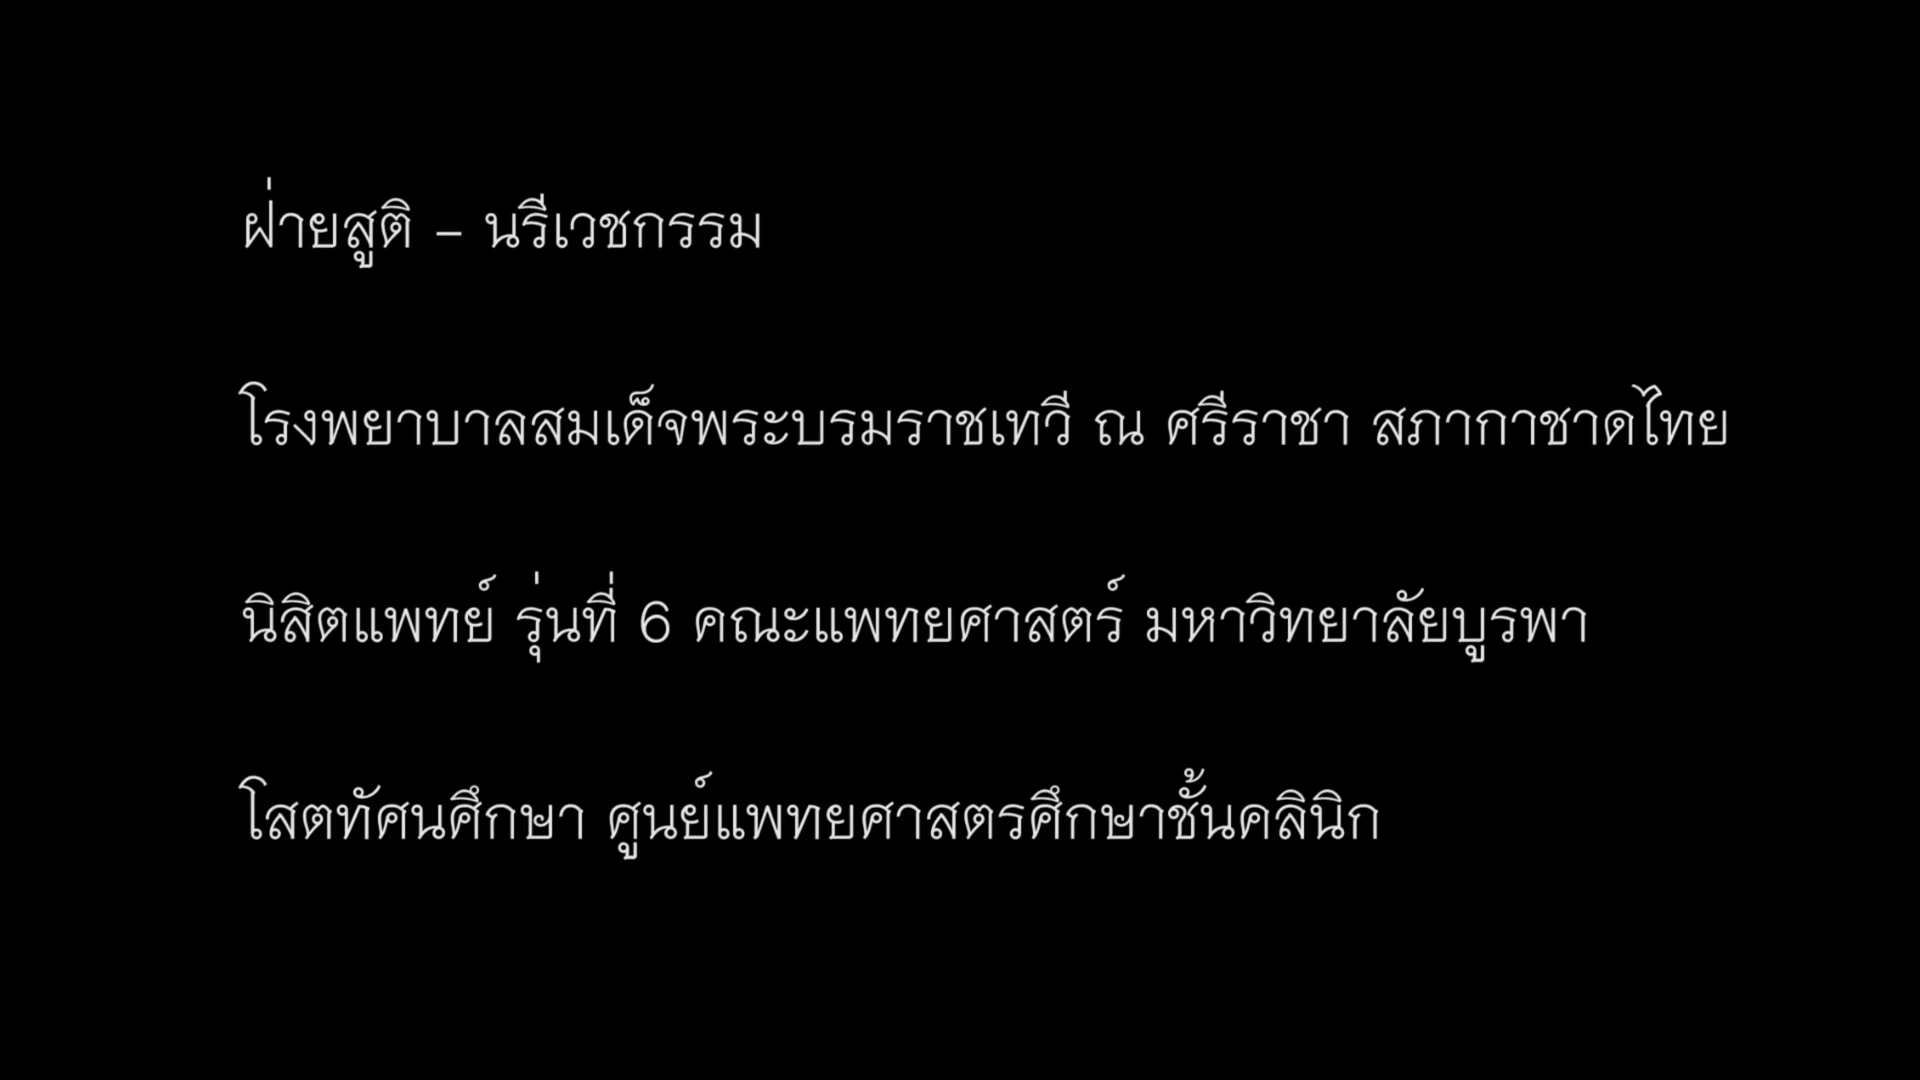 ฝ่ายสูติ – นรีเวชกรรม
โรงพยาบาลสมเด็จพระบรมราชเทวี ณ ศรีราชา สภากาชาดไทย
นิสิตแพทย์ รุ่นที่ 6 คณะแพทยศาสตร์ มหาวิทยาลัยบูรพา
โสตทัศนศึกษา ศูนย์แพทยศาสตรศึกษาชั้นคลินิก